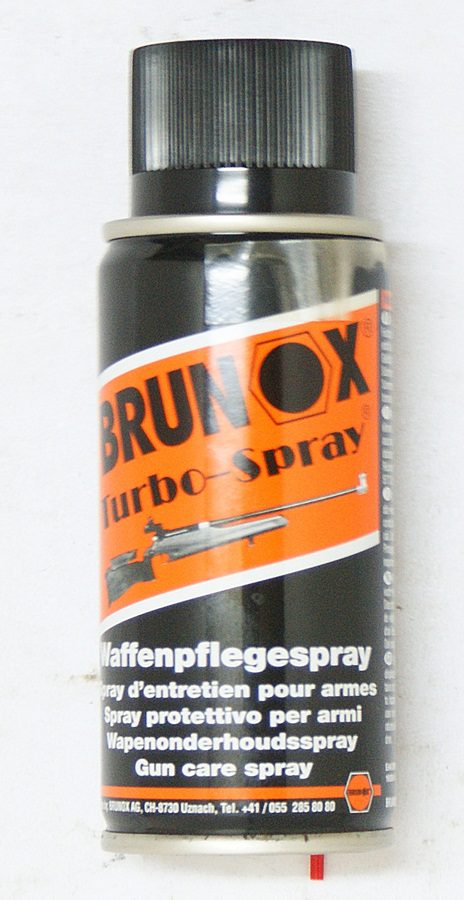 BRUNOX
Turbo-Spray
Waffenpflegespray
Spray d'entretien pour armes
Spray protettivo per armi
Wapenonderhoudsspray
Gun care spray
BRUNOX AG, CH-8730 Uznach, Tel. +41 / 055 285 80 80
BRUNOX